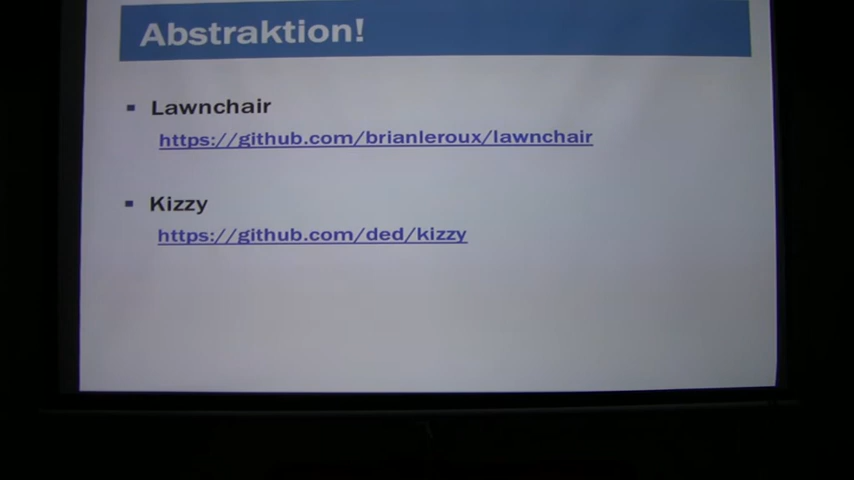 Abstraktion!
▪ Lawnchair
https://github.com/brianleroux/lawnchair
▪ Kizzy
https://github.com/ded/kizzy